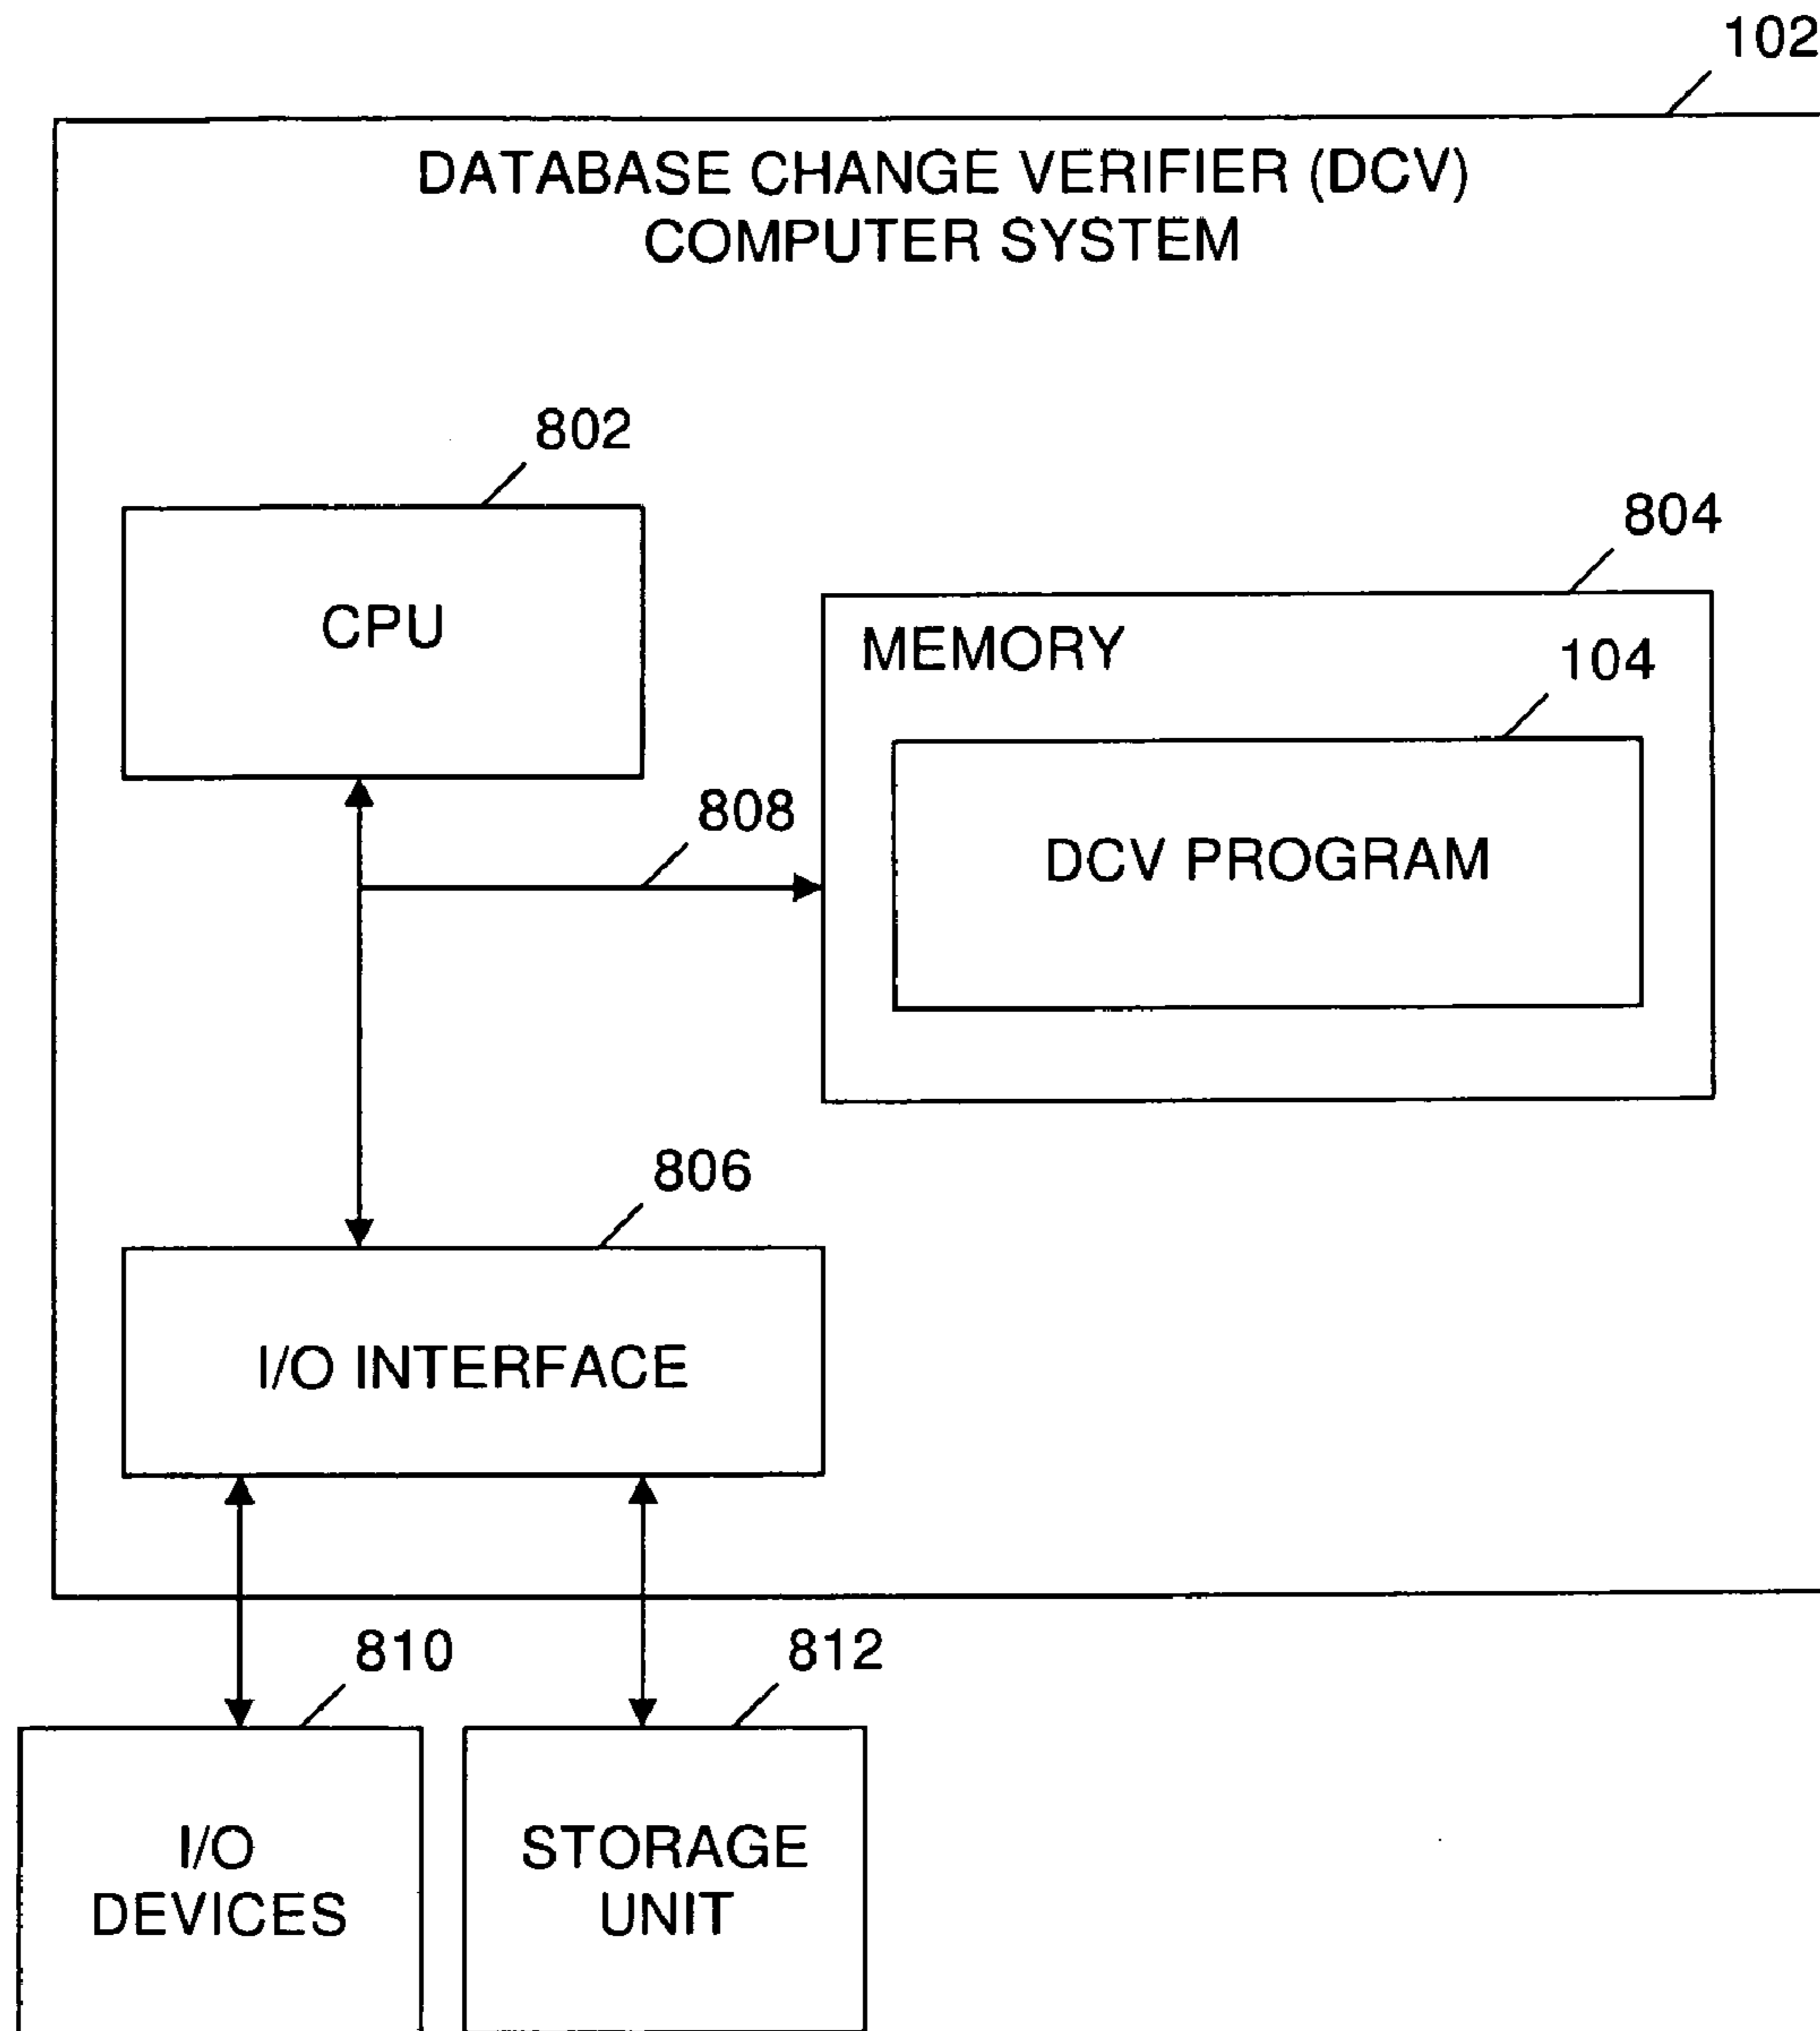 102
DATABASE CHANGE VERIFIER (DCV)
COMPUTER SYSTEM
802
CPU
804
MEMORY
104
DCV PROGRAM
808
806
I/O INTERFACE
810
812
I/O
DEVICES
STORAGE
UNIT